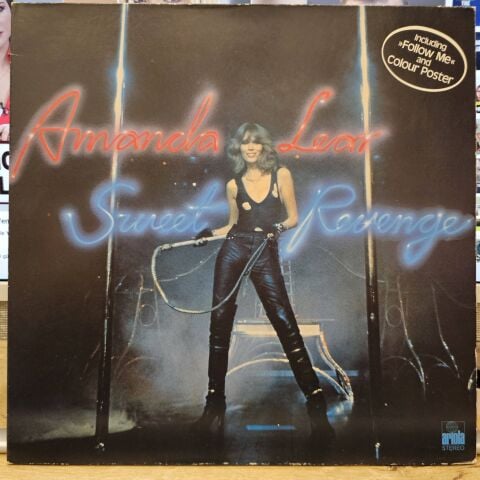 Including
»Follow Me«
and
Colour Poster
Amanda Lear
Sweet Revenge
ariola
STEREO